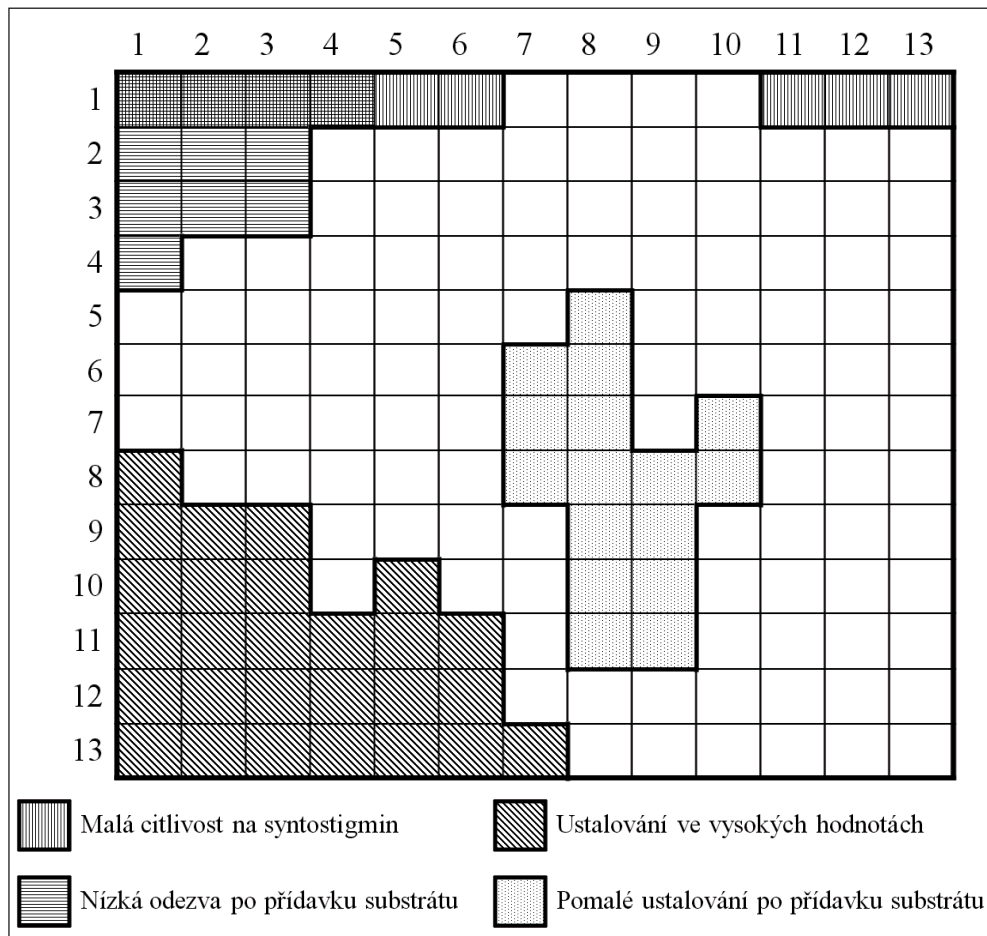 1 2 3 4 5 6 7 8 9 10 11 12 13
1
2
3
4
5
6
7
8
9
10
11
12
13
Malá citlivost na syntostigmin
Ustalování ve vysokých hodnotách
Nízká odezva po přídavku substrátu
Pomalé ustalování po přídavku substrátu